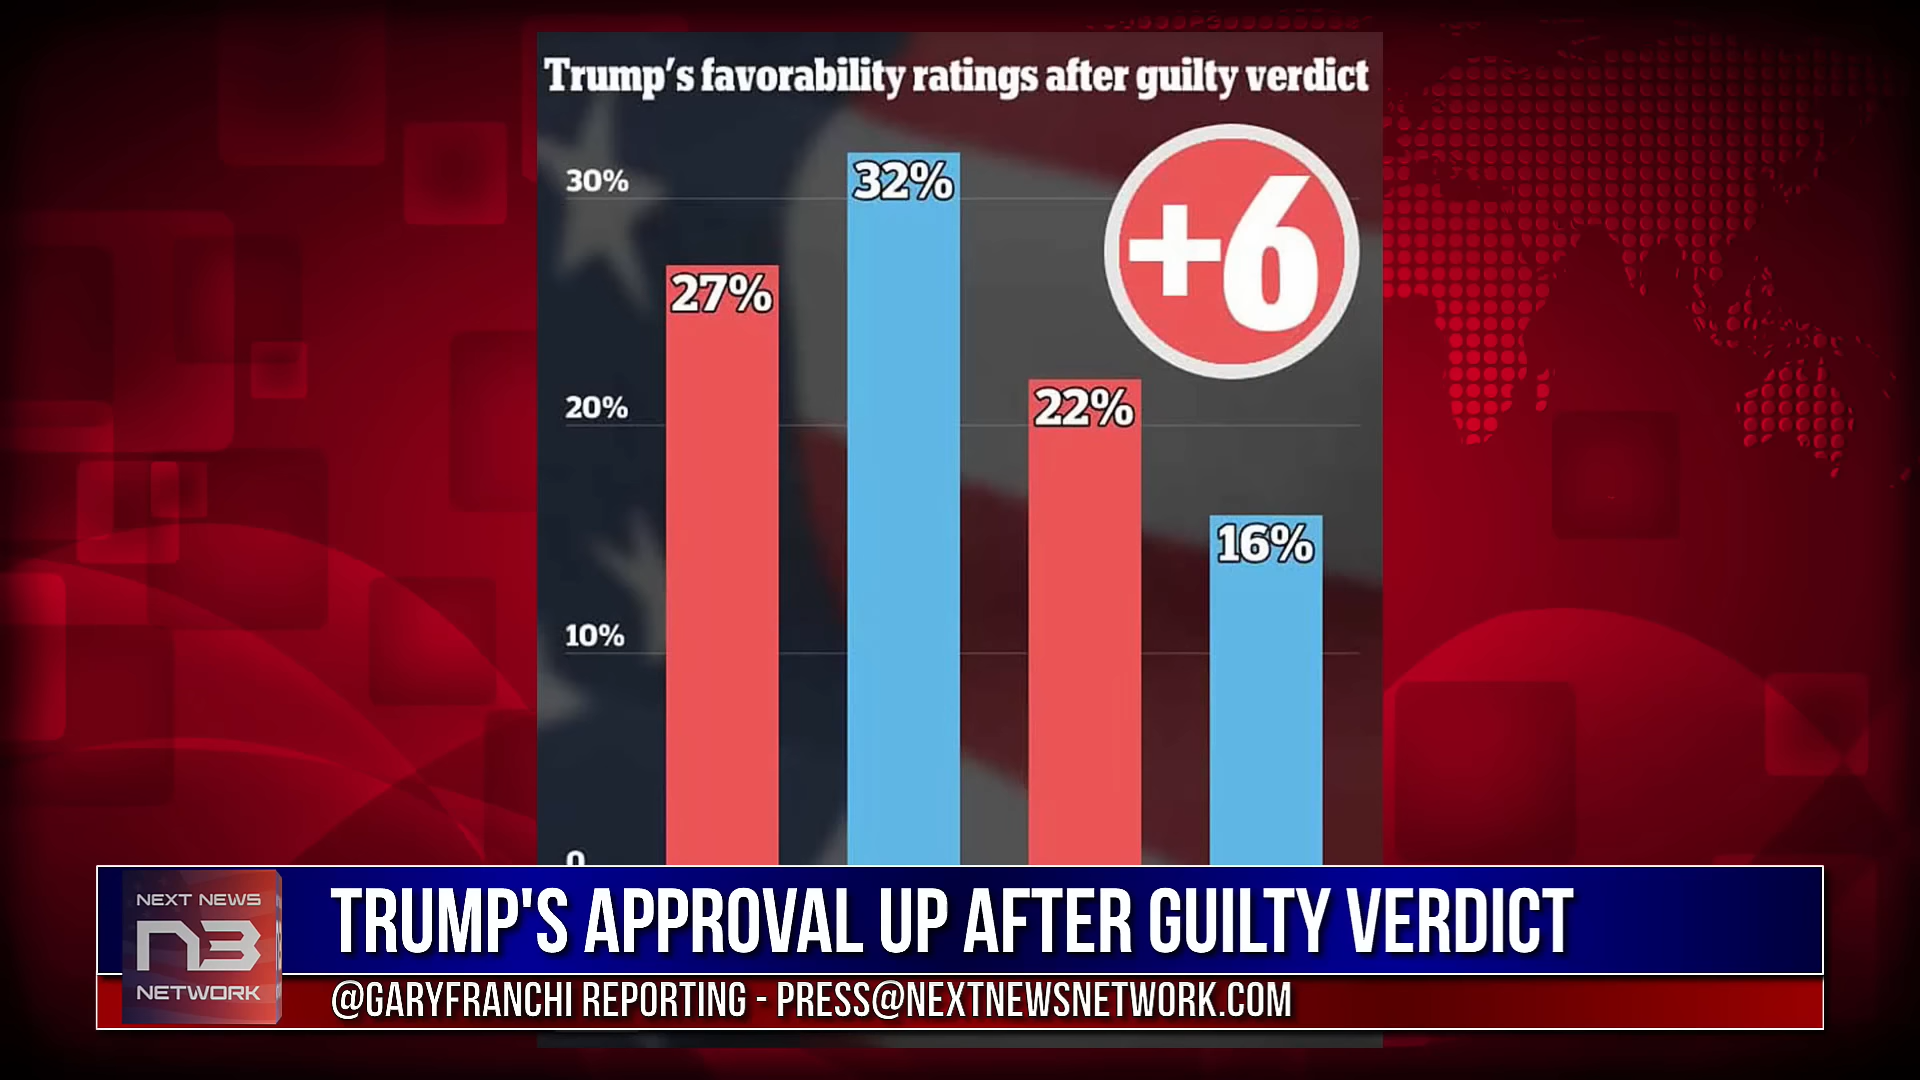 Trump's favorability ratings after guilty verdict
+6
30%
32%
27%
20%
22%
16%
10%
0
NEXT NEWS
N3
NETWORK
TRUMP'S APPROVAL UP AFTER GUILTY VERDICT
@GARYFRANCHI REPORTING - PRESS@NEXTNEWSNETWORK.COM